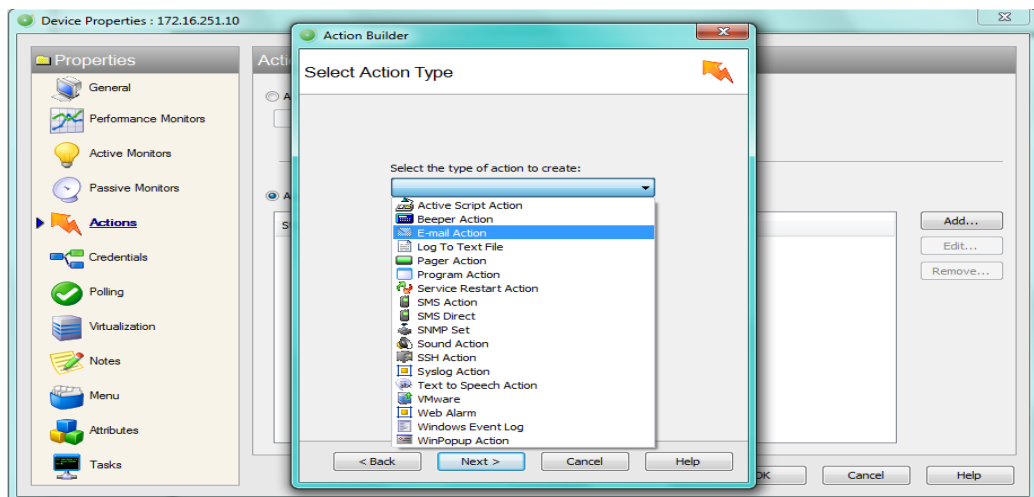 Device Properties : 172.16.251.10
Properties
General
Performance Monitors
Active Monitors
Passive Monitors
Actions
Credentials
Polling
Virtualization
Notes
Menu
Attributes
Tasks
Acti
A
A
S
Add...
Edit...
Remove...
OK
Cancel
Help
Action Builder
Select Action Type
Select the type of action to create:
Active Script Action
Beeper Action
E-mail Action
Log To Text File
Pager Action
Program Action
Service Restart Action
SMS Action
SMS Direct
SNMP Set
Sound Action
SSH Action
Syslog Action
Text to Speech Action
VMware
Web Alarm
Windows Event Log
WinPopup Action
< Back
Next >
Cancel
Help